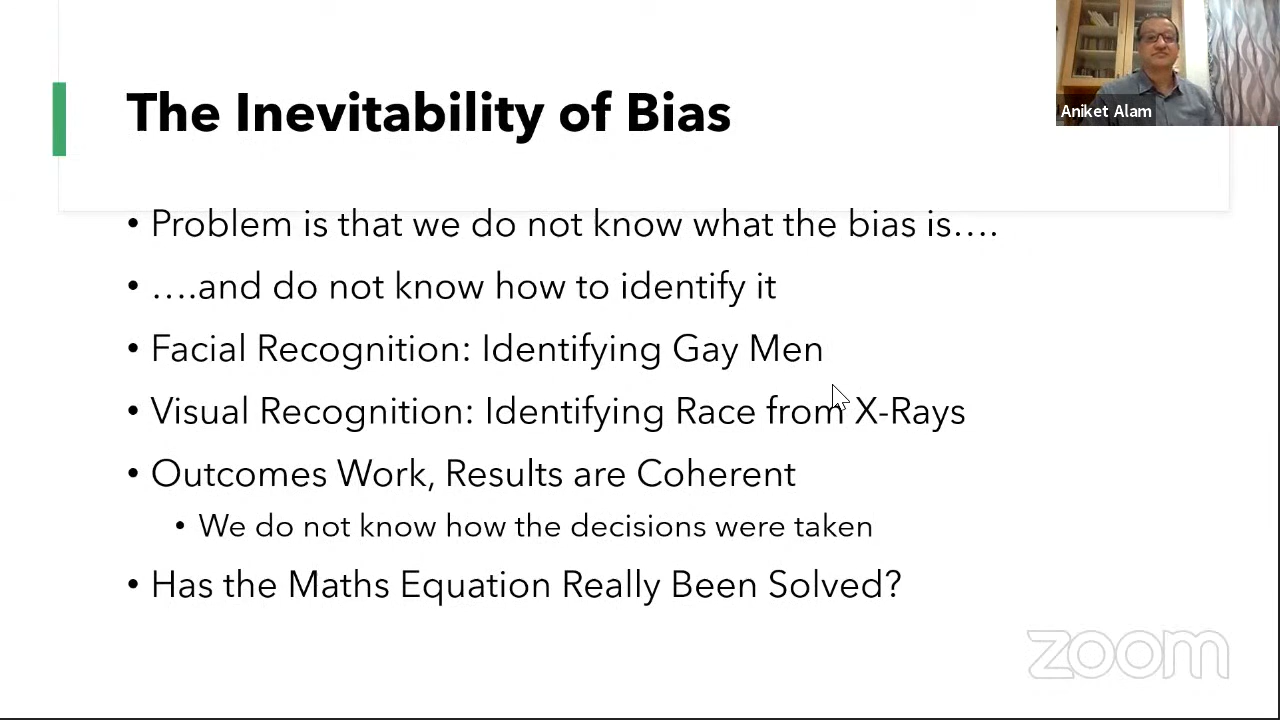 The Inevitability of Bias
Aniket Alam
• Problem is that we do not know what the bias is….
• ….and do not know how to identify it
• Facial Recognition: Identifying Gay Men
• Visual Recognition: Identifying Race from X-Rays
• Outcomes Work, Results are Coherent
• We do not know how the decisions were taken
• Has the Maths Equation Really Been Solved?
zoom